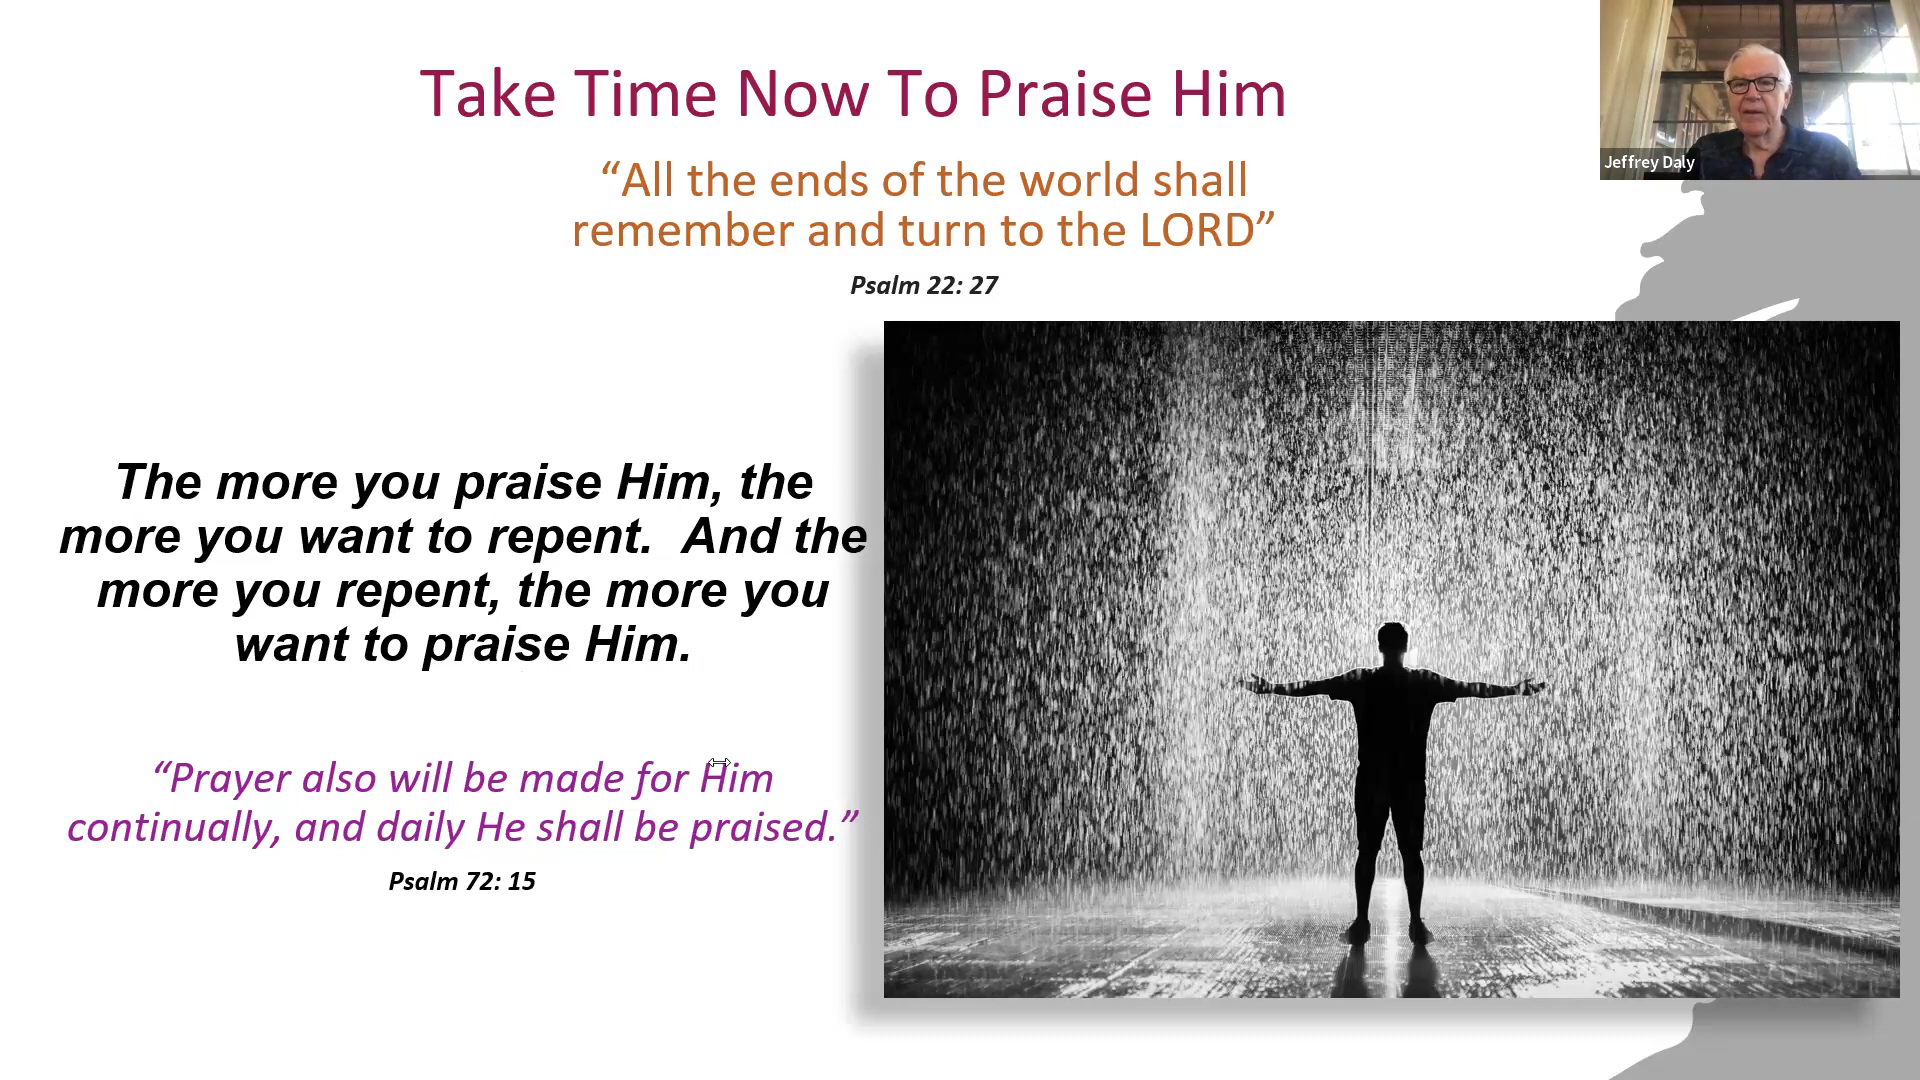 Take Time Now To Praise Him
“All the ends of the world shall
remember and turn to the LORD”
Psalm 22: 27
The more you praise Him, the
more you want to repent.  And the
more you repent, the more you
want to praise Him.
“Prayer also will be made for Him
continually, and daily He shall be praised.”
Psalm 72: 15
Jeffrey Daly